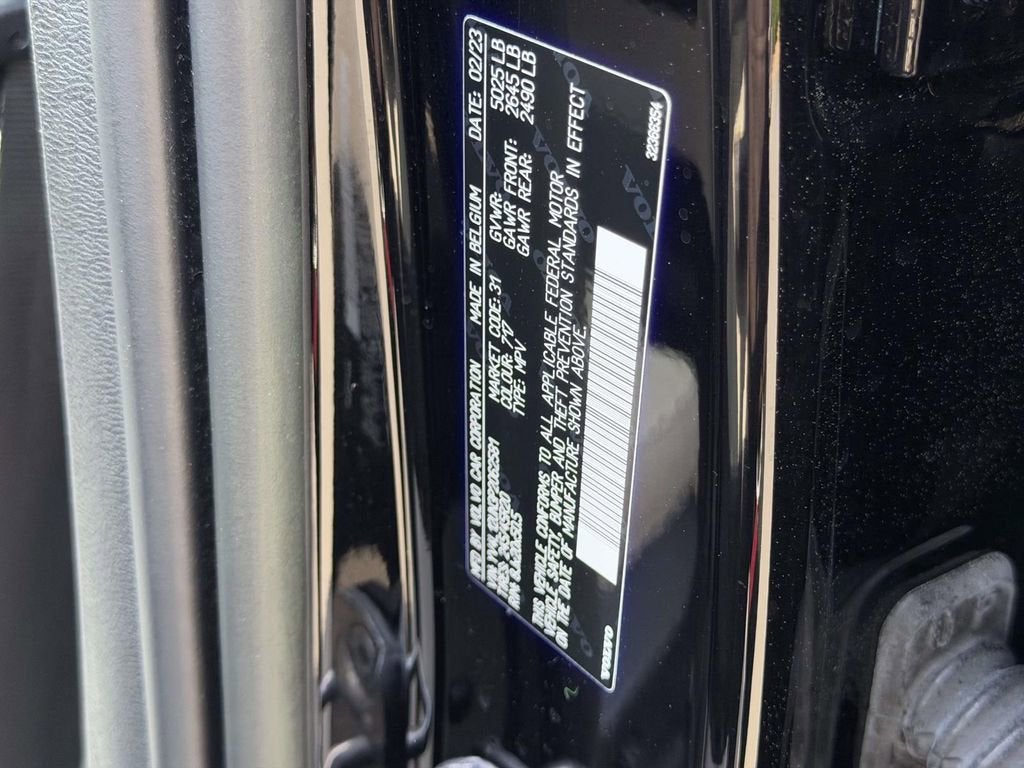 MFD BY VOLVO CAR CORPORATION MADE IN BELGIUM DATE: 02/23
MARKET CODE: 31 GVWR: 5025 LB
COLOUR: 717 GAWR FRONT: 2645 LB
TYPE: MPV GAWR REAR: 2490 LB
THIS VEHICLE CONFORMS TO ALL APPLICABLE FEDERAL MOTOR
VEHICLE SAFETY, BUMPER AND THEFT PREVENTION STANDARDS IN EFFECT
ON THE DATE OF MANUFACTURE SHOWN ABOVE.
VOLVO 32365354